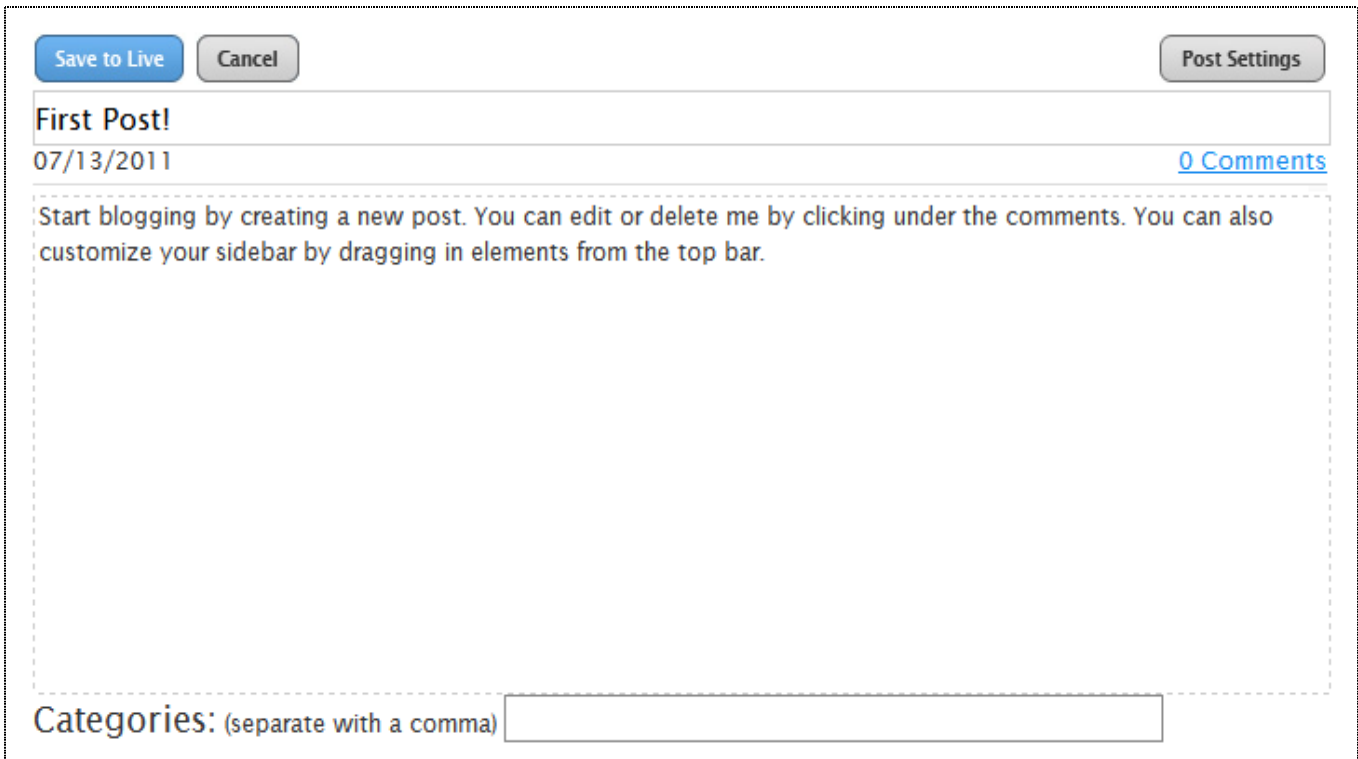 Save to Live Cancel Post Settings
First Post!
07/13/2011 0 Comments
Start blogging by creating a new post. You can edit or delete me by clicking under the comments. You can also
customize your sidebar by dragging in elements from the top bar.
Categories: (separate with a comma)